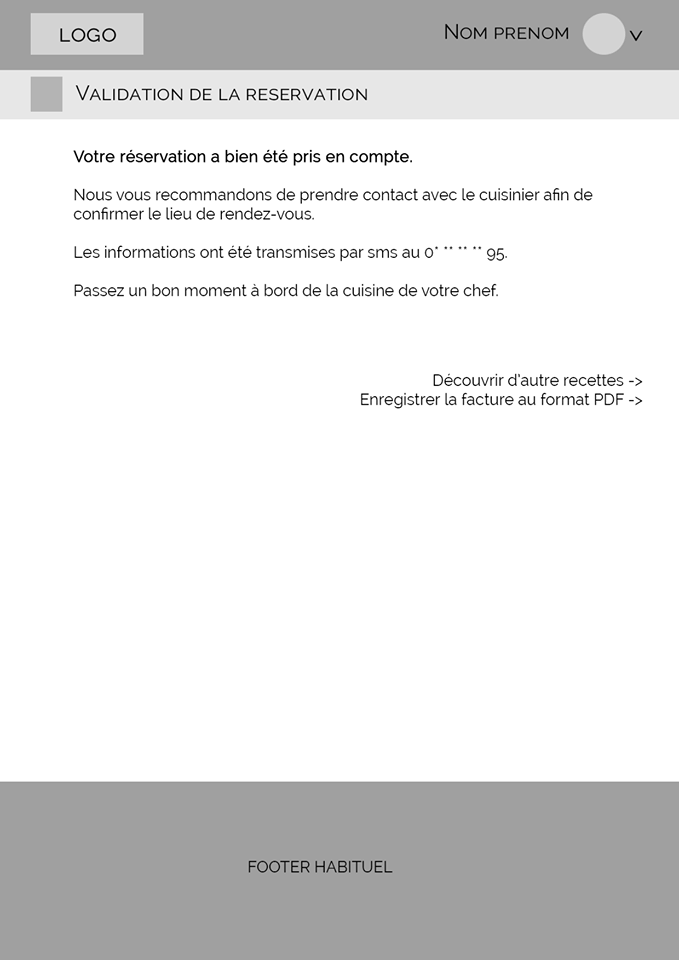 LOGO
NOM PRENOM
VALIDATION DE LA RESERVATION
Votre réservation a bien été pris en compte.
Nous vous recommandons de prendre contact avec le cuisinier afin de
confirmer le lieu de rendez-vous.
Les informations ont été transmises par sms au 0* ** ** ** 95.
Passez un bon moment à bord de la cuisine de votre chef.
Découvrir d'autre recettes ->
Enregistrer la facture au format PDF ->
FOOTER HABITUEL